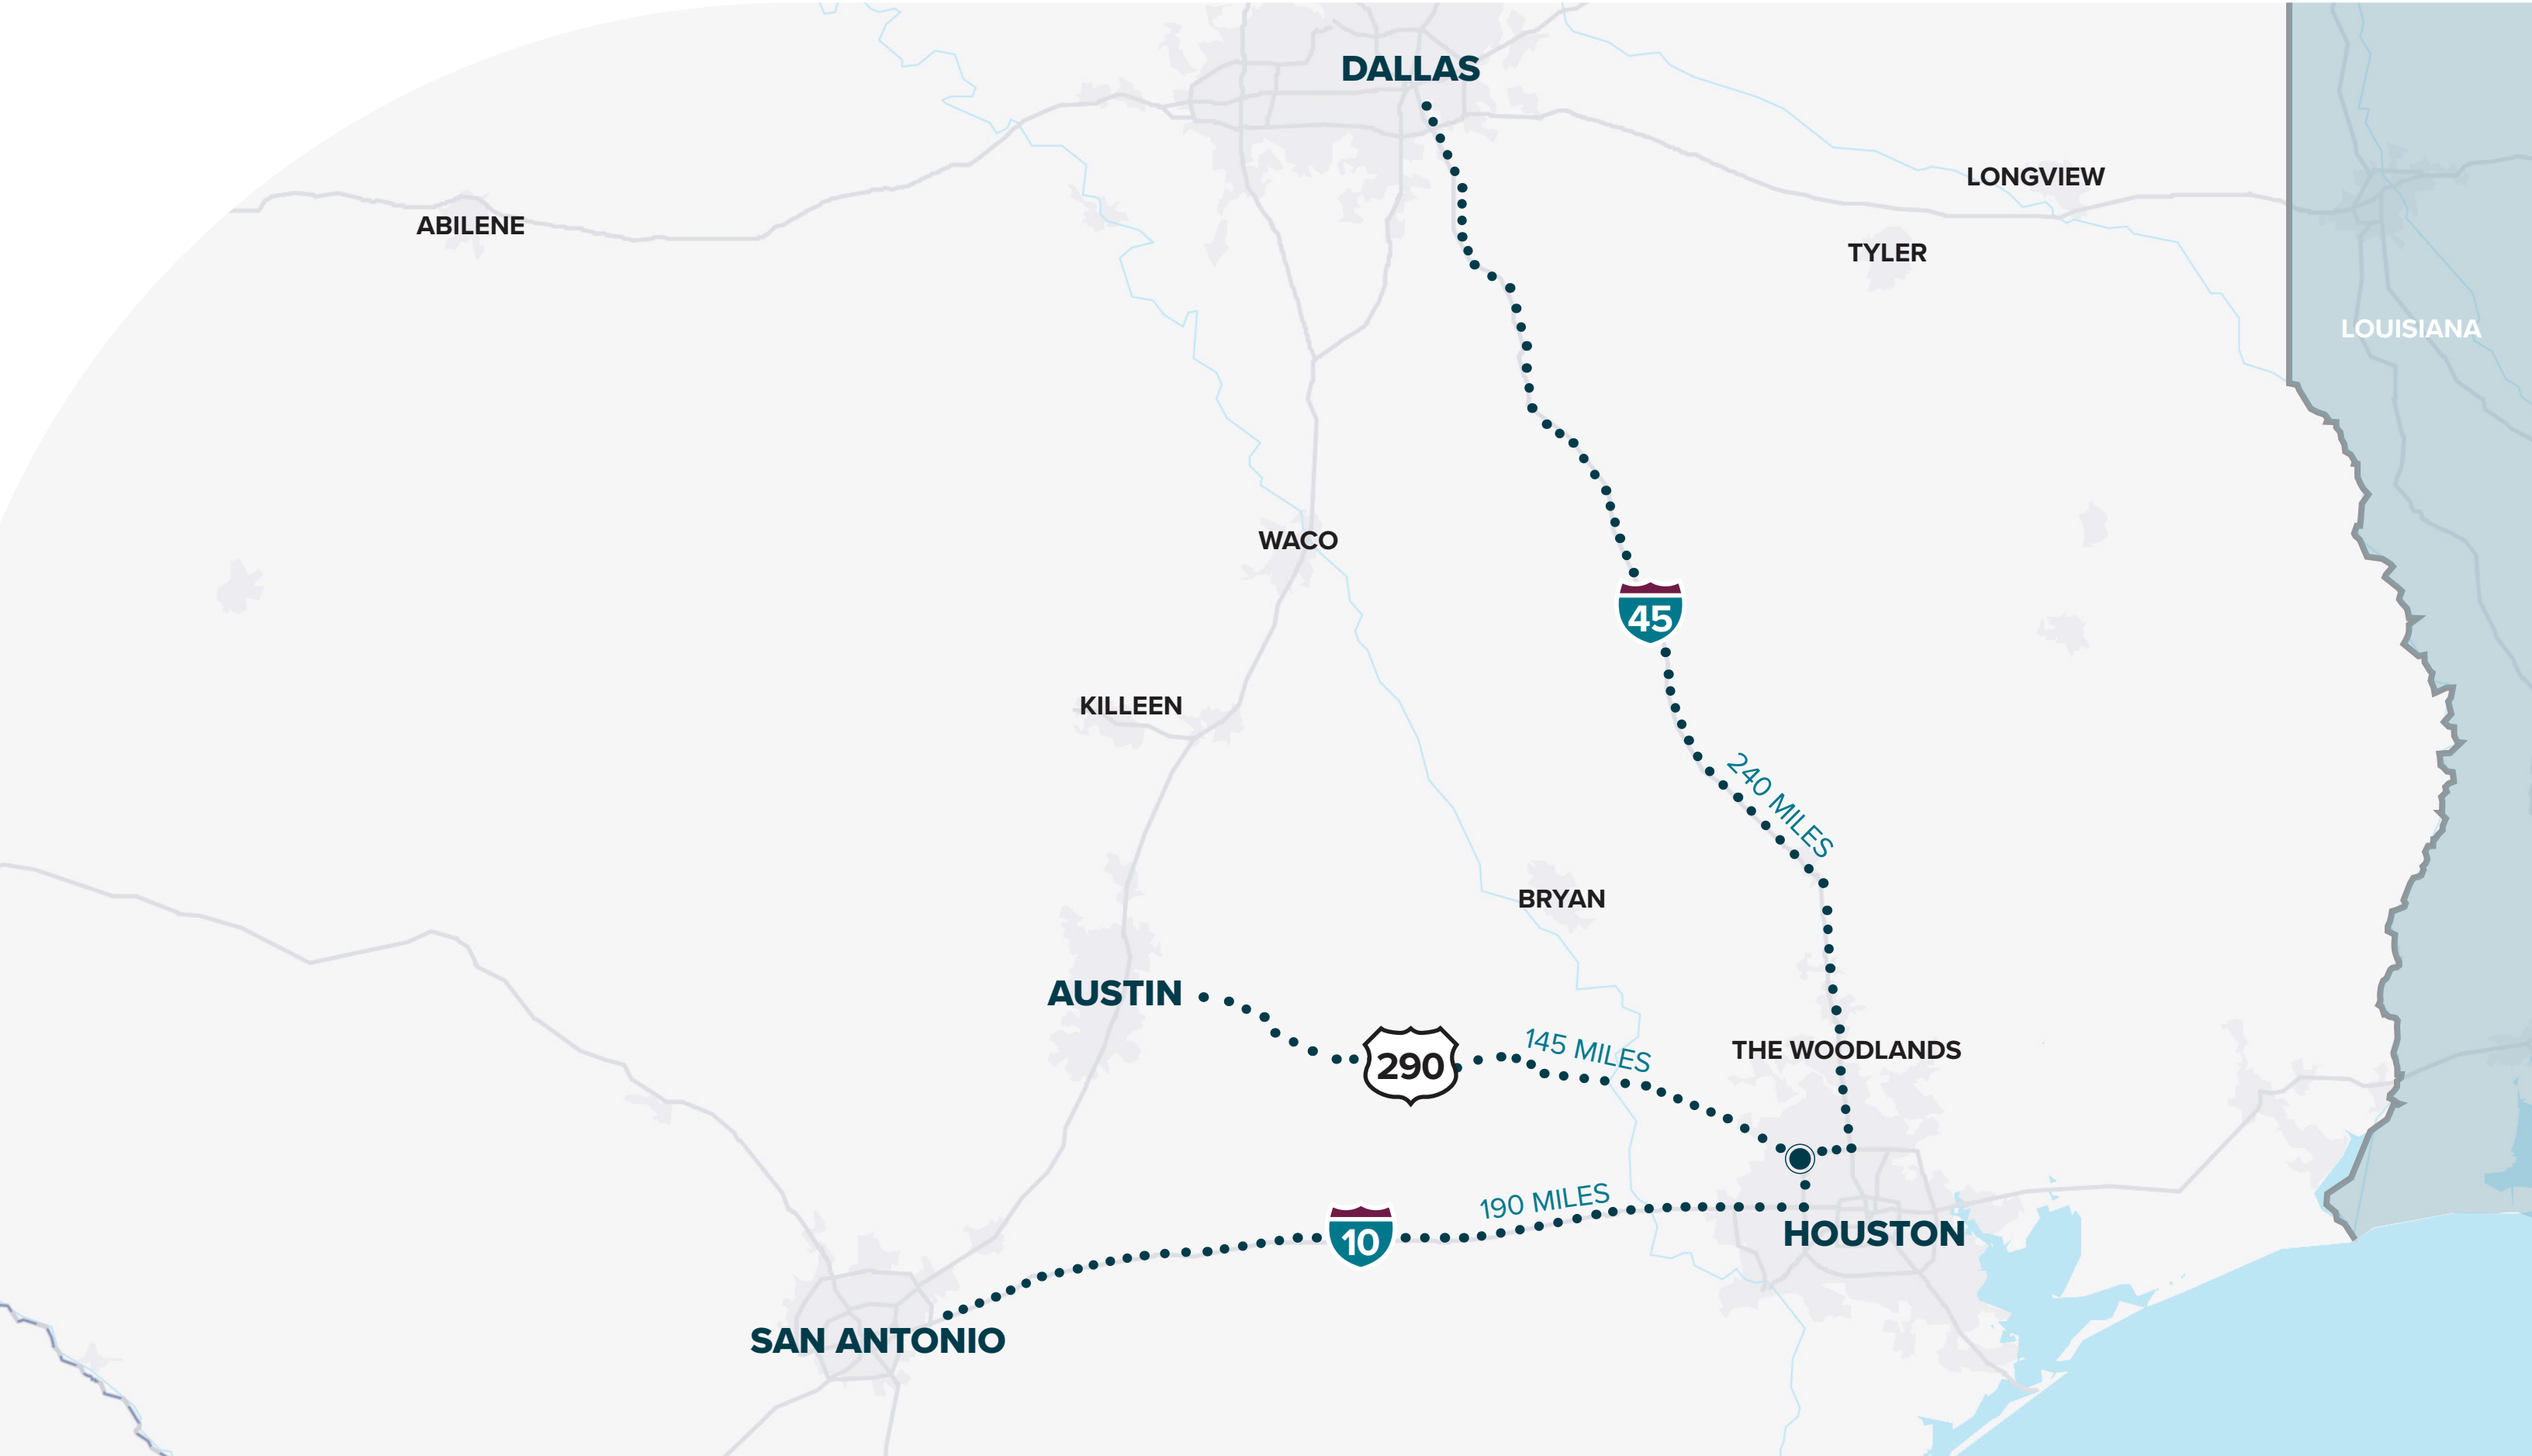 DALLAS
LONGVIEW
ABILENE
TYLER
LOUISIANA
WACO
45
KILLEEN
240 MILES
BRYAN
AUSTIN
290
145 MILES
THE WOODLANDS
190 MILES
10
HOUSTON
SAN ANTONIO